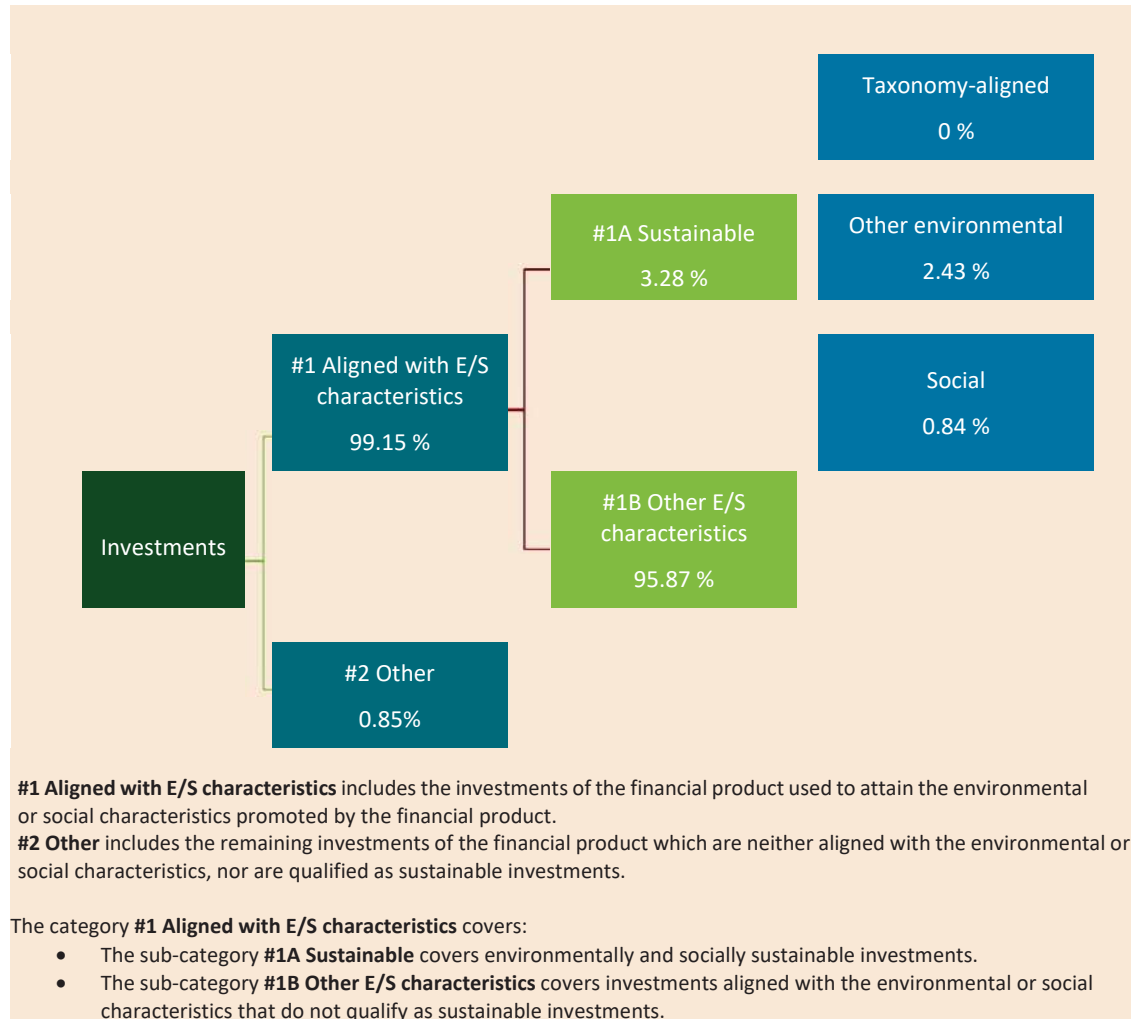 Taxonomy-aligned
0 %
#1A Sustainable
3.28 %
Other environmental
2.43 %
#1 Aligned with E/S
characteristics
99.15 %
Social
0.84 %
Investments
#1B Other E/S
characteristics
95.87 %
#2 Other
0.85%
#1 Aligned with E/S characteristics includes the investments of the financial product used to attain the environmental
or social characteristics promoted by the financial product.
#2 Other includes the remaining investments of the financial product which are neither aligned with the environmental or
social characteristics, nor are qualified as sustainable investments.
The category #1 Aligned with E/S characteristics covers:
• The sub-category #1A Sustainable covers environmentally and socially sustainable investments.
• The sub-category #1B Other E/S characteristics covers investments aligned with the environmental or social
characteristics that do not qualify as sustainable investments.